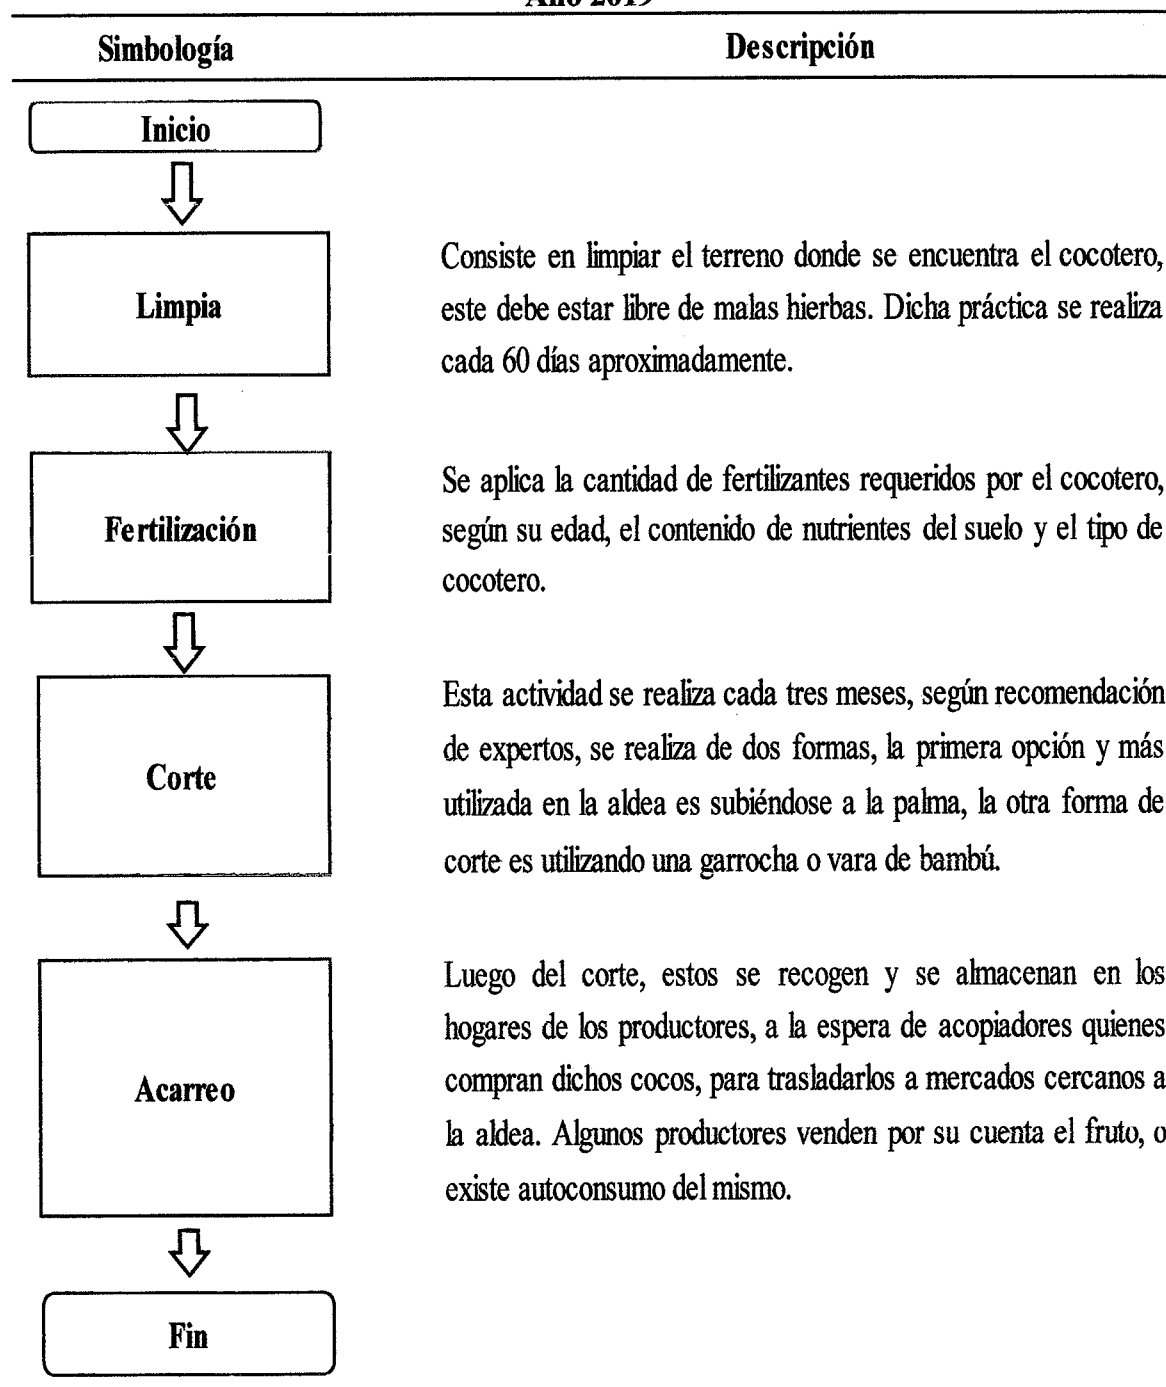 Año 2019
Simbología Descripción
Inicio
Limpia
Consiste en limpiar el terreno donde se encuentra el cocotero,
este debe estar libre de malas hierbas. Dicha práctica se realiza
cada 60 días aproximadamente.
Fertilización
Se aplica la cantidad de fertilizantes requeridos por el cocotero,
según su edad, el contenido de nutrientes del suelo y el tipo de
cocotero.
Corte
Esta actividad se realiza cada tres meses, según recomendación
de expertos, se realiza de dos formas, la primera opción y más
utilizada en la aldea es subiéndose a la palma, la otra forma de
corte es utilizando una garrocha o vara de bambú.
Acarreo
Luego del corte, estos se recogen y se almacenan en los
hogares de los productores, a la espera de acopiadores quienes
compran dichos cocos, para trasladarlos a mercados cercanos a
la aldea. Algunos productores venden por su cuenta el fruto, o
existe autoconsumo del mismo.
Fin